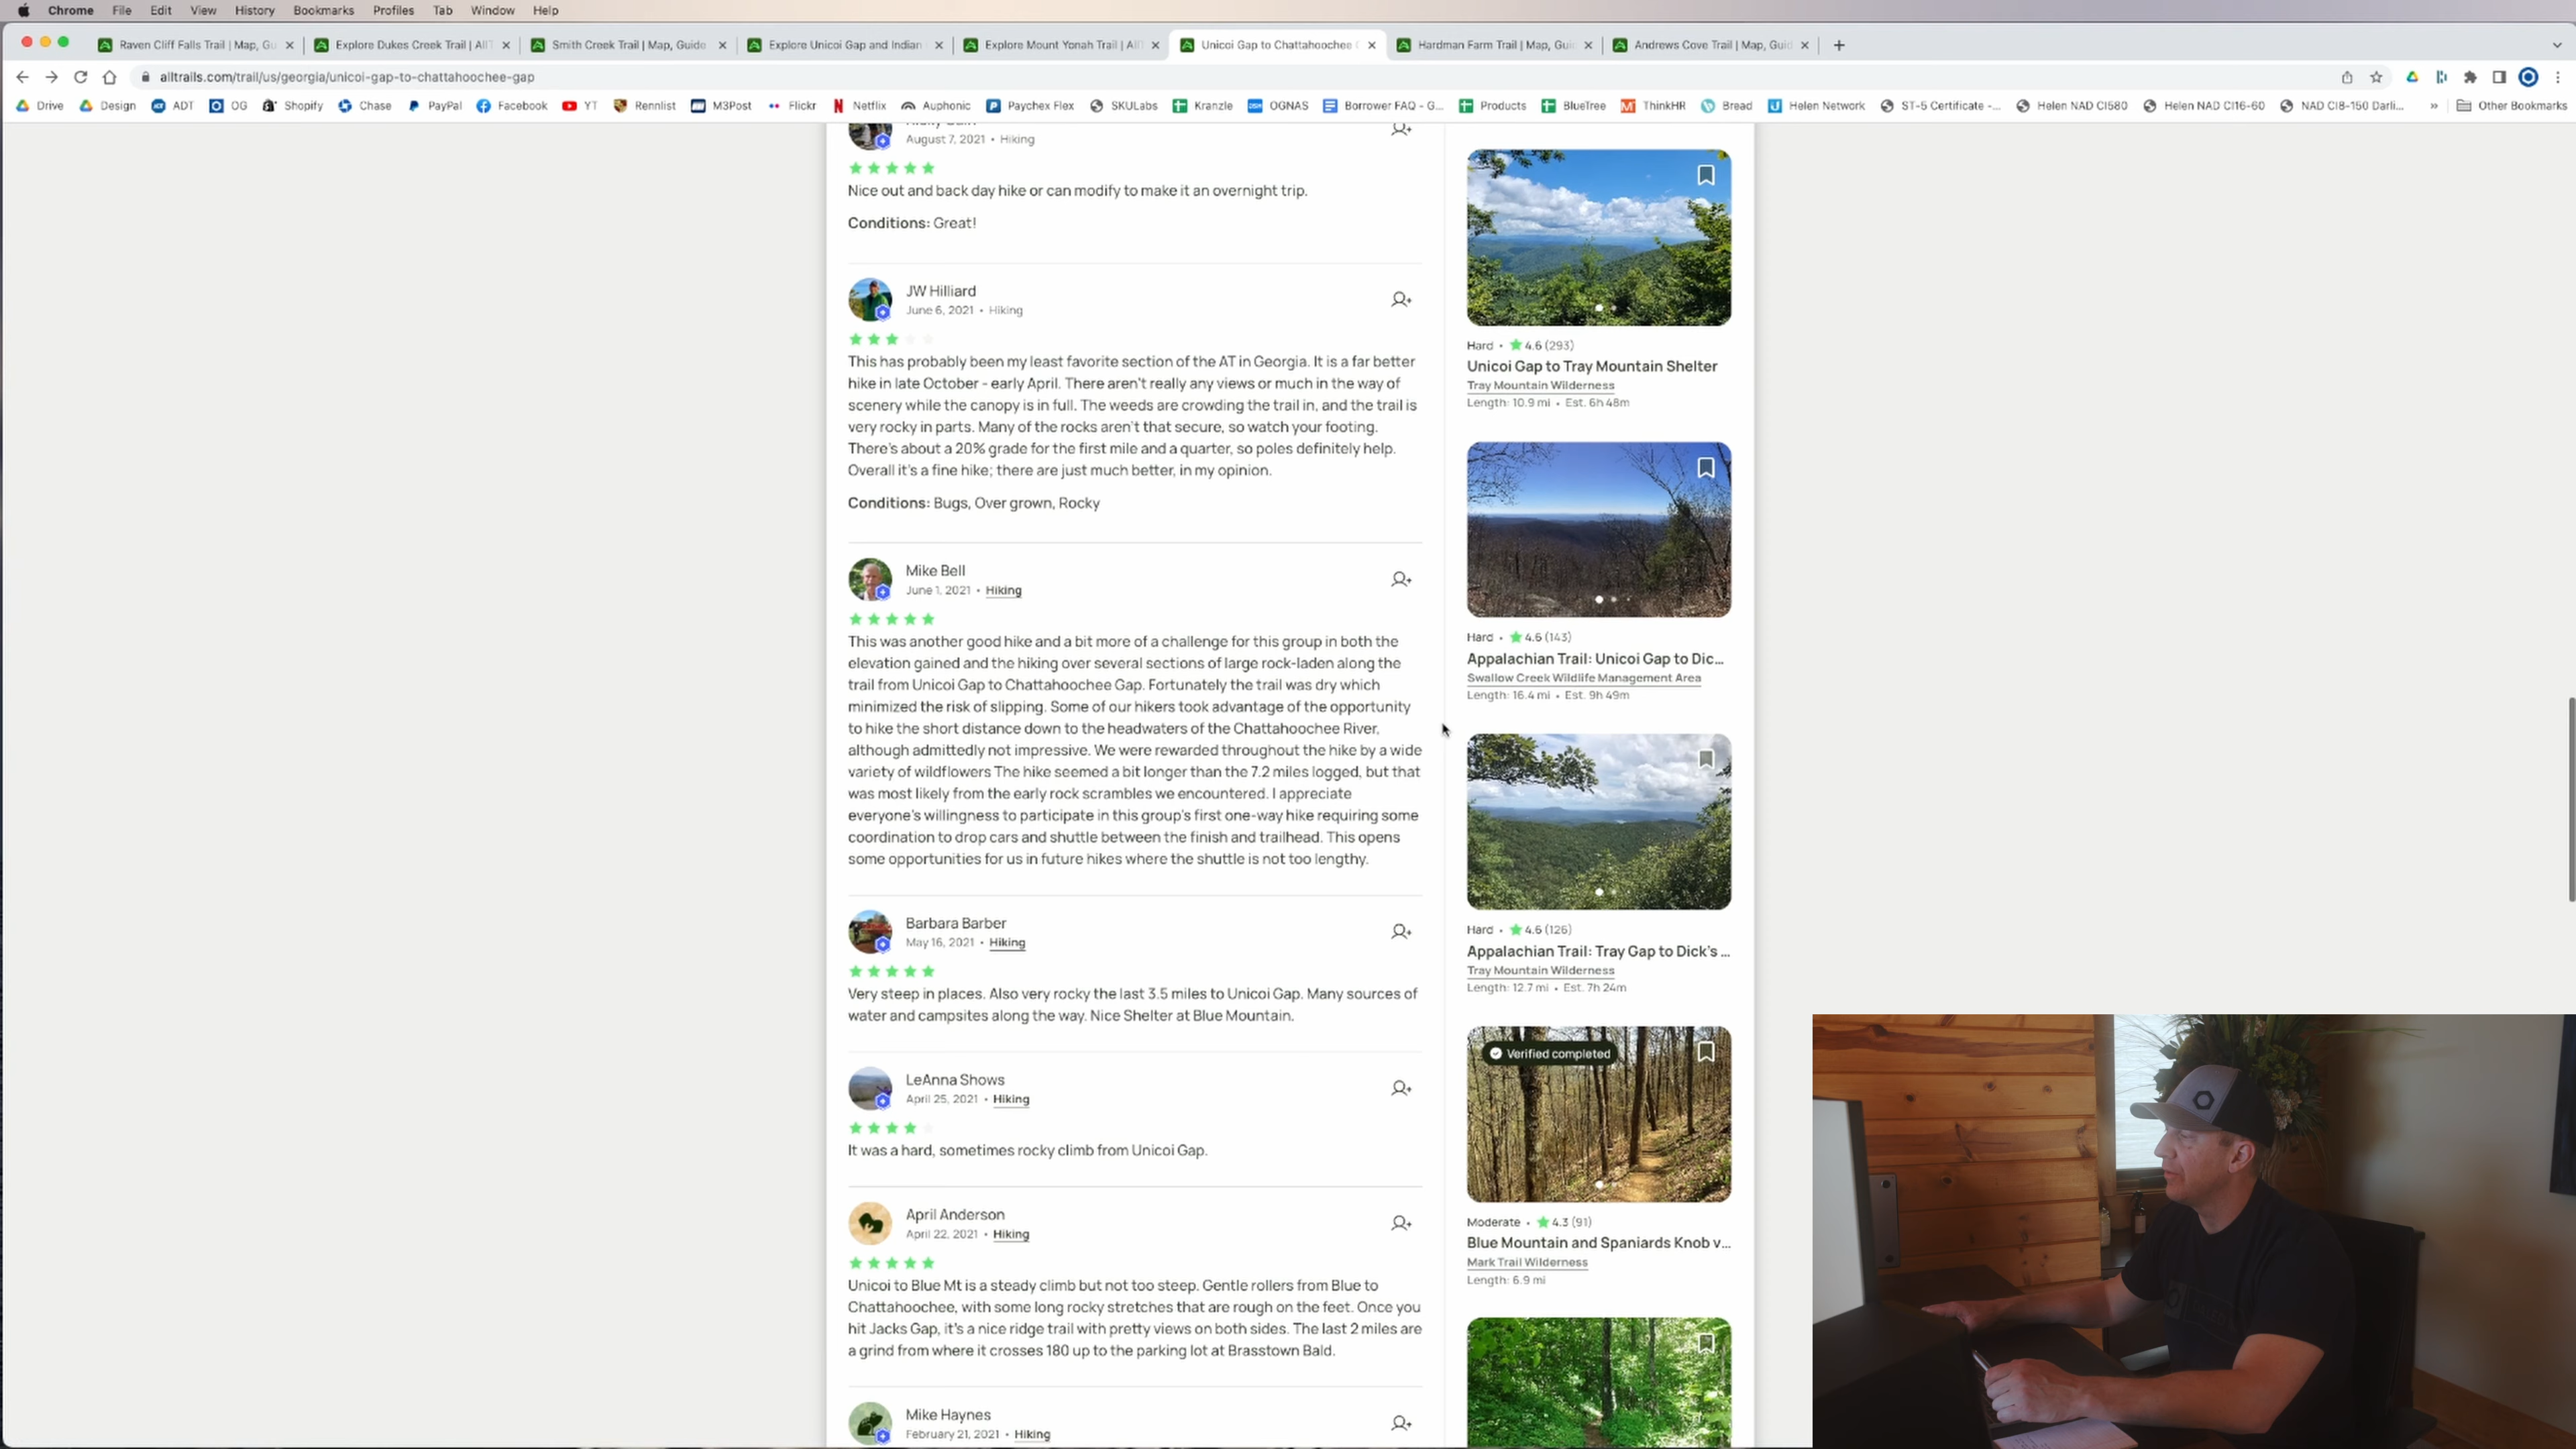 Chrome File Edit View History Bookmarks Profiles Tab Window Help
Raven Cliff Falls Trail | Map, Gu
Explore Dukes Creek Trail | AllT
Smith Creek Trail | Map, Guide
Explore Unicoi Gap and Indian
Explore Mount Yonah Trail | All
Unicoi Gap to Chattahoochee
Hardman Farm Trail | Map, Guid
Andrews Cove Trail | Map, Guid
alltrails.com/trail/us/georgia/unicoi-gap-to-chattahoochee-gap
Drive Design ADT OG Shopify Chase PayPal Facebook YT Rennlist M3Post Flickr Netflix Auphonic Paychex Flex SKULabs Kranzle OGNAS Borrower FAQ - G... Products BlueTree ThinkHR Bread Helen Network ST-5 Certificate -... Helen NAD CI580 Helen NAD CI16-60 NAD CI8-150 Darli... » Other Bookmarks
August 7, 2021 • Hiking
Nice out and back day hike or can modify to make it an overnight trip.
Conditions: Great!
JW Hilliard
June 6, 2021 • Hiking
This has probably been my least favorite section of the AT in Georgia. It is a far better
hike in late October - early April. There aren't really any views or much in the way of
scenery while the canopy is in full. The weeds are crowding the trail in, and the trail is
very rocky in parts. Many of the rocks aren't that secure, so watch your footing.
There's about a 20% grade for the first mile and a quarter, so poles definitely help.
Overall it's a fine hike; there are just much better, in my opinion.
Conditions: Bugs, Over grown, Rocky
Mike Bell
June 1, 2021 • Hiking
This was another good hike and a bit more of a challenge for this group in both the
elevation gained and the hiking over several sections of large rock-laden along the
trail from Unicoi Gap to Chattahoochee Gap. Fortunately the trail was dry which
minimized the risk of slipping. Some of our hikers took advantage of the opportunity
to hike the short distance down to the headwaters of the Chattahoochee River,
although admittedly not impressive. We were rewarded throughout the hike by a wide
variety of wildflowers The hike seemed a bit longer than the 7.2 miles logged, but that
was most likely from the early rock scrambles we encountered. I appreciate
everyone's willingness to participate in this group's first one-way hike requiring some
coordination to drop cars and shuttle between the finish and trailhead. This opens
some opportunities for us in future hikes where the shuttle is not too lengthy.
Barbara Barber
May 16, 2021 • Hiking
Very steep in places. Also very rocky the last 3.5 miles to Unicoi Gap. Many sources of
water and campsites along the way. Nice Shelter at Blue Mountain.
LeAnna Shows
April 25, 2021 • Hiking
It was a hard, sometimes rocky climb from Unicoi Gap.
April Anderson
April 22, 2021 • Hiking
Unicoi to Blue Mt is a steady climb but not too steep. Gentle rollers from Blue to
Chattahoochee, with some long rocky stretches that are rough on the feet. Once you
hit Jacks Gap, it's a nice ridge trail with pretty views on both sides. The last 2 miles are
a grind from where it crosses 180 up to the parking lot at Brasstown Bald.
Mike Haynes
February 21, 2021 • Hiking
Hard • 4.6 (293)
Unicoi Gap to Tray Mountain Shelter
Tray Mountain Wilderness
Length: 10.9 mi • Est. 6h 48m
Hard • 4.6 (143)
Appalachian Trail: Unicoi Gap to Dic...
Swallow Creek Wildlife Management Area
Length: 16.4 mi • Est. 9h 49m
Hard • 4.6 (126)
Appalachian Trail: Tray Gap to Dick's ...
Tray Mountain Wilderness
Length: 12.7 mi • Est. 7h 24m
Verified completed
Moderate • 4.3 (91)
Blue Mountain and Spaniards Knob v...
Mark Trail Wilderness
Length: 6.9 mi